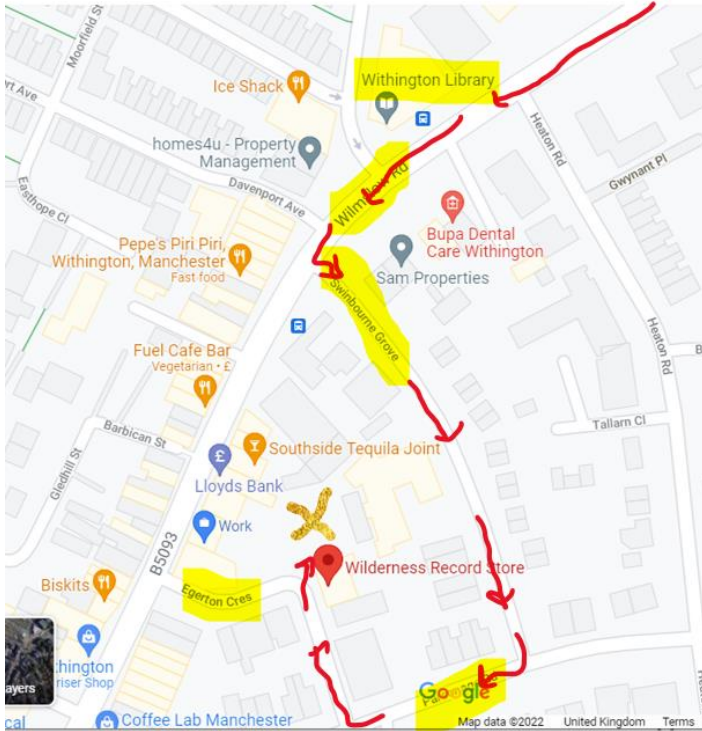 Moorfield St
Withington Library
Ice Shack
port Ave
Heaton Rd
homes4u - Property
Management
Gwynant Pl
Davenport Ave
Wilmslow Rd
Easthope Cl
Bupa Dental
Care Withington
Pepe's Piri Piri,
Withington, Manchester
Fast food
Sam Properties
Swinbourne Grove
Heaton Rd
Fuel Cafe Bar
Vegetarian • £
B
Tallarn Cl
Barbican St
Southside Tequila Joint
Gledhill St
£
Lloyds Bank
Work
B5093
Wilderness Record Store
Biskits
Egerton Cres
ayers
thington
riser Shop
Google
cal
Coffee Lab Manchester
Map data ©2022
United Kingdom
Terms